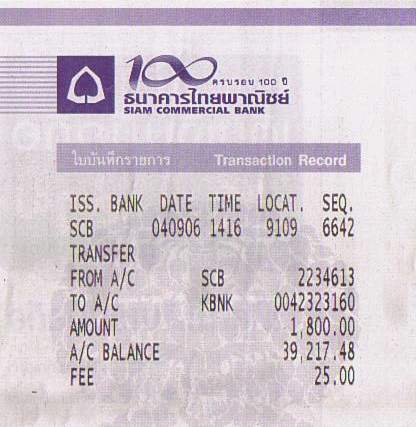 100
ครบรอบ 100 ปี
ธนาคารไทยพาณิชย์
SIAM COMMERCIAL BANK
ใบบันทึกรายการ Transaction Record
ISS. BANK DATE TIME LOCAT. SEQ.
SCB 040906 1416 9109 6642
TRANSFER
FROM A/C SCB 2234613
TO A/C KBNK 0042323160
AMOUNT 1,800.00
A/C BALANCE 39,217.48
FEE 25.00